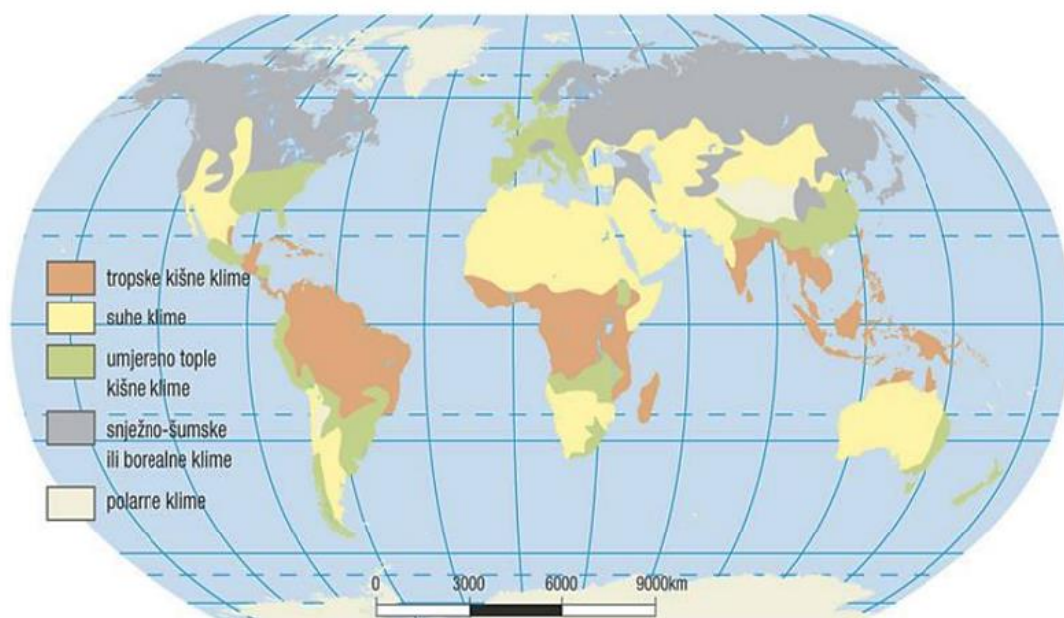 tropske kišne klime
suhe klime
umjereno tople
kišne klime
snježno-šumske
ili borealne klime
polarne klime
0 3000 6000 9000km